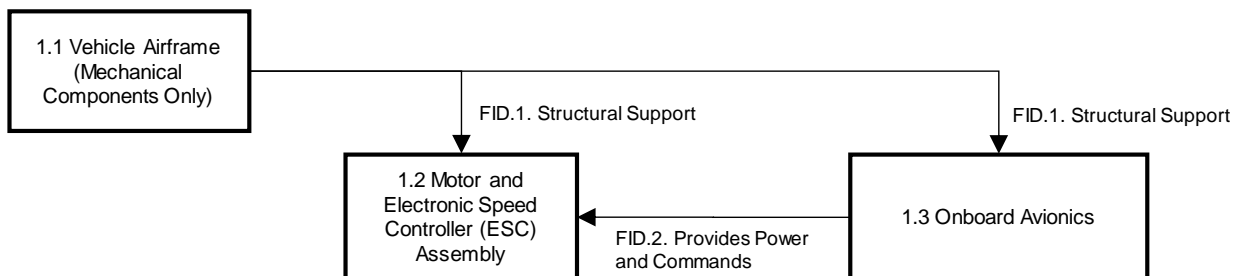 1.1 Vehicle Airframe
(Mechanical
Components Only)
FID.1. Structural Support
FID.1. Structural Support
1.2 Motor and
Electronic Speed
Controller (ESC)
Assembly
FID.2. Provides Power
and Commands
1.3 Onboard Avionics